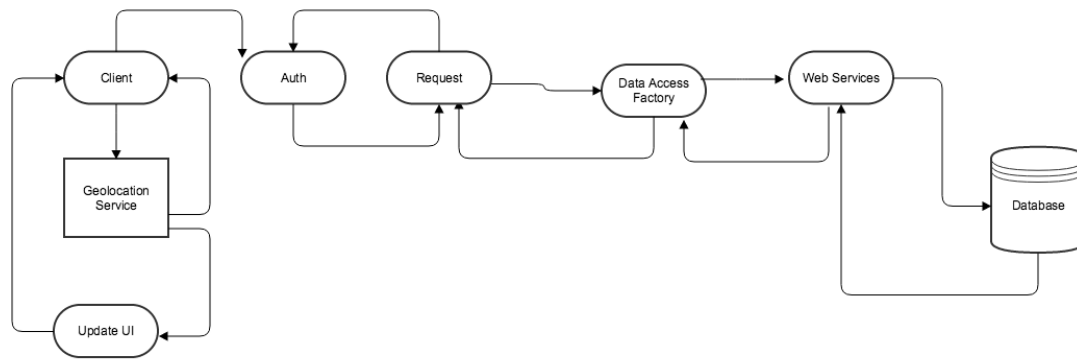 Client
Auth
Request
Data Access
Factory
Web Services
Geolocation
Service
Database
Update UI